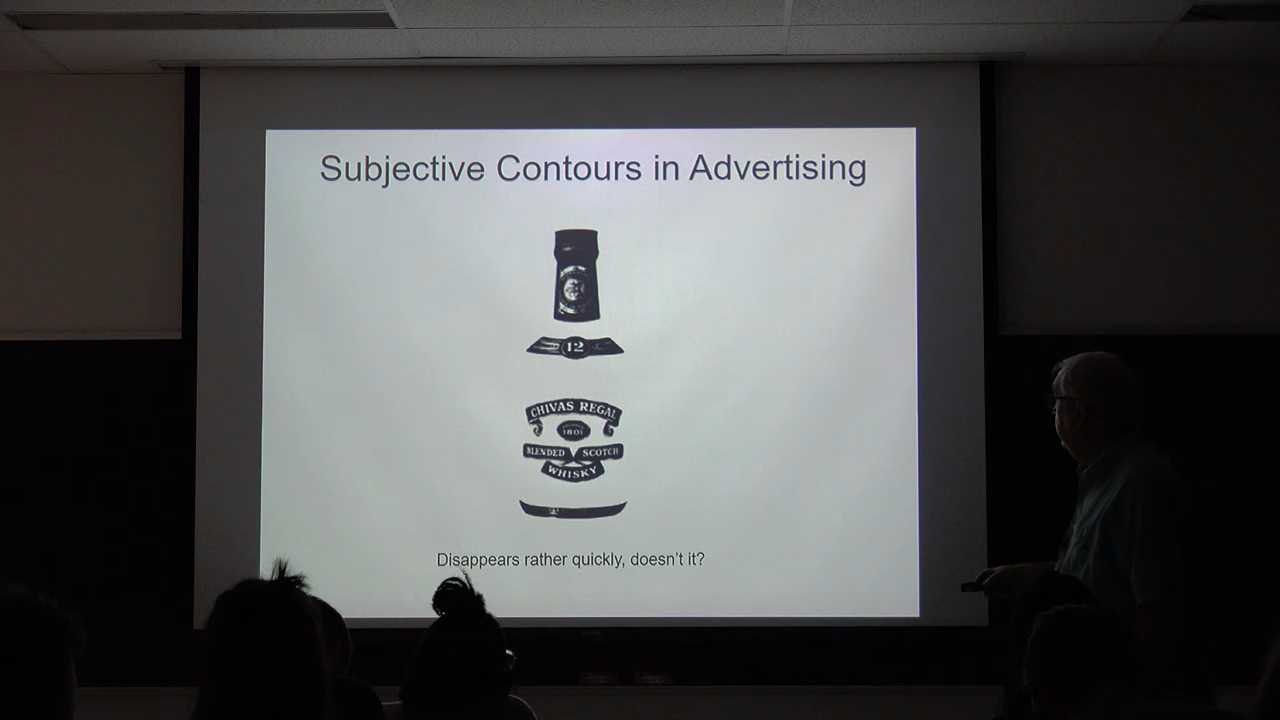 Subjective Contours in Advertising
12
CHIVAS REGAL
1801
BLENDED SCOTCH
WHISKY
Disappears rather quickly, doesn't it?